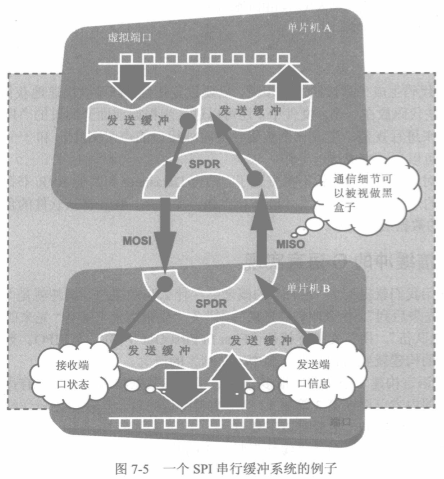 虚拟端口
单片机A
发送缓冲
发送缓冲
SPDR
通信细节可
以被视做黑
盒子
MOSI
MISO
SPDR
单片机B
发送缓冲
发送缓冲
接收端
口状态
发送端
口信息
端口
图 7-5 一个 SPI 串行缓冲系统的例子